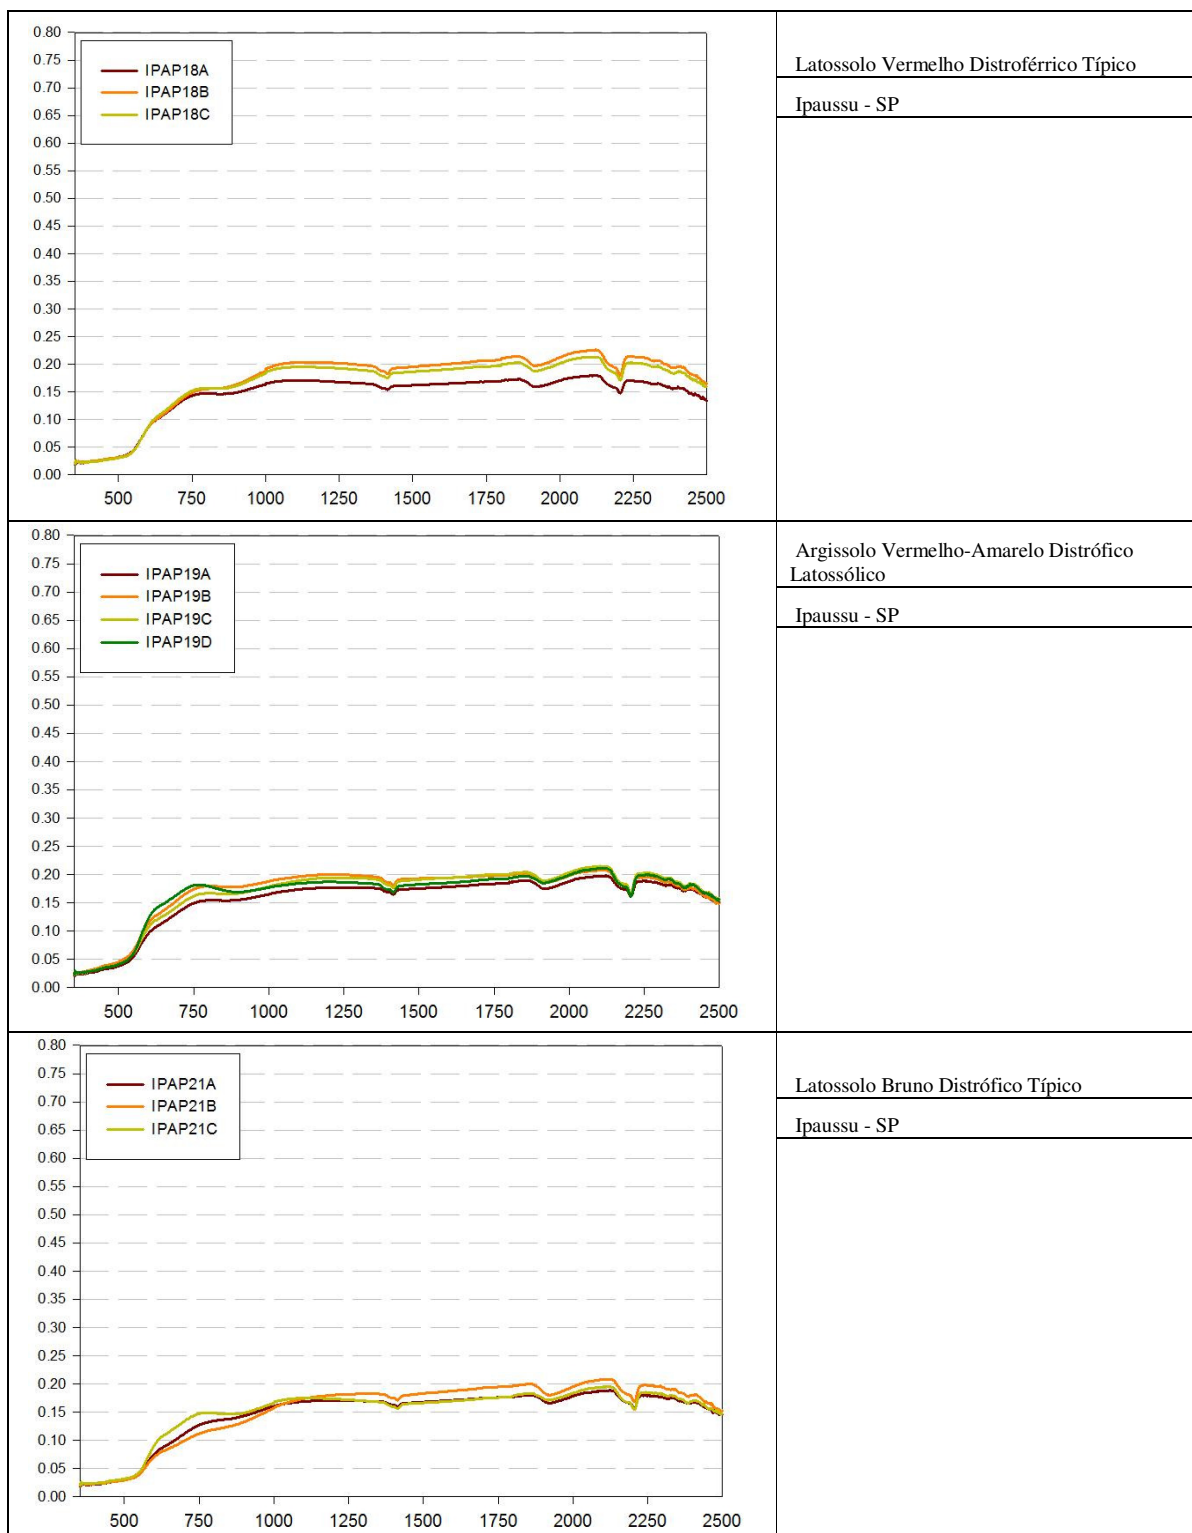 0.80
0.75
0.70
0.65
0.60
0.55
0.50
0.45
0.40
0.35
0.30
0.25
0.20
0.15
0.10
0.05
0.00
IPAP18A
IPAP18B
IPAP18C
500 750 1000 1250 1500 1750 2000 2250 2500
Latossolo Vermelho Distroférrico Típico
Ipaussu - SP
0.80
0.75
0.70
0.65
0.60
0.55
0.50
0.45
0.40
0.35
0.30
0.25
0.20
0.15
0.10
0.05
0.00
IPAP19A
IPAP19B
IPAP19C
IPAP19D
500 750 1000 1250 1500 1750 2000 2250 2500
Argissolo Vermelho-Amarelo Distrófico
Latossólico
Ipaussu - SP
0.80
0.75
0.70
0.65
0.60
0.55
0.50
0.45
0.40
0.35
0.30
0.25
0.20
0.15
0.10
0.05
0.00
IPAP21A
IPAP21B
IPAP21C
500 750 1000 1250 1500 1750 2000 2250 2500
Latossolo Bruno Distrófico Típico
Ipaussu - SP